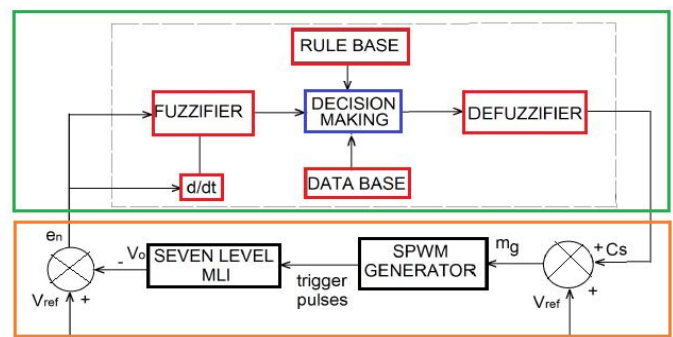 RULE BASE
FUZZIFIER
DECISION
MAKING
DEFUZZIFIER
d/dt
DATA BASE
en
Vo
-
SEVEN LEVEL
MLI
trigger
pulses
SPWM
GENERATOR
mg
+ Cs
+
Vref +
Vref